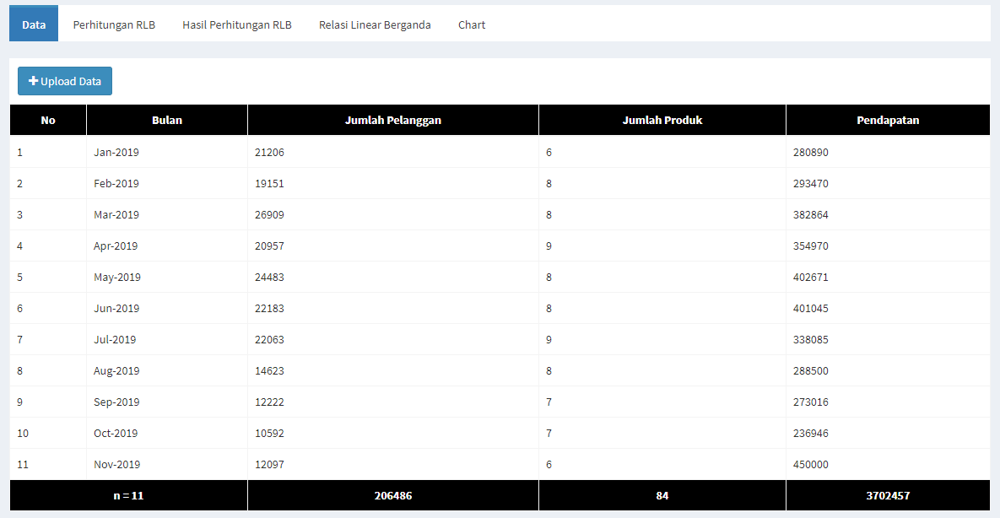 Data Perhitungan RLB Hasil Perhitungan RLB Relasi Linear Berganda Chart
Upload Data
No Bulan Jumlah Pelanggan Jumlah Produk Pendapatan
1 Jan-2019 21206 6 280890
2 Feb-2019 19151 8 293470
3 Mar-2019 26909 8 382864
4 Apr-2019 20957 9 354970
5 May-2019 24483 8 402671
6 Jun-2019 22183 8 401045
7 Jul-2019 22063 9 338085
8 Aug-2019 14623 8 288500
9 Sep-2019 12222 7 273016
10 Oct-2019 10592 7 236946
11 Nov-2019 12097 6 450000
n = 11 206486 84 3702457